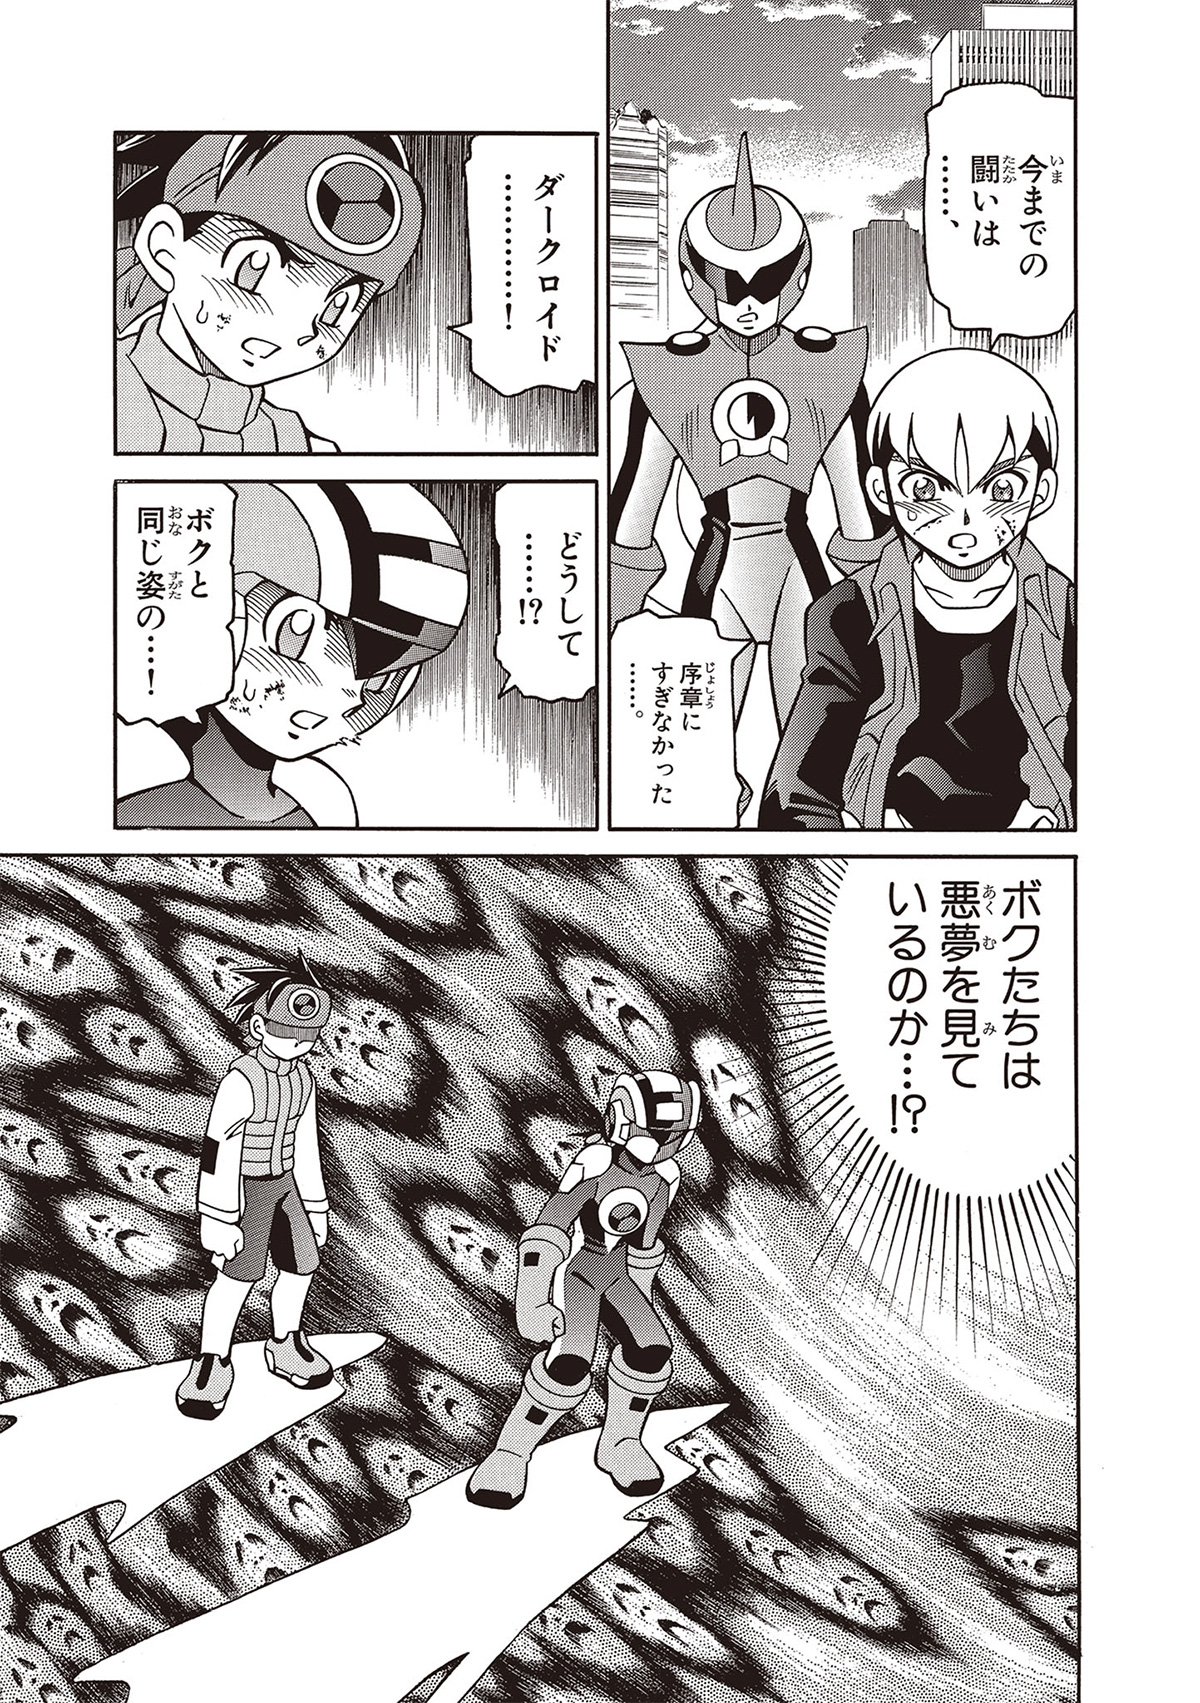 今までの
闘いは
……、
序章に
すぎなかった
……。
ダークロイド
………！
どうして
……!?
ボクと
同じ姿の…！
ボクたちは
悪夢を見て
いるのか…!?